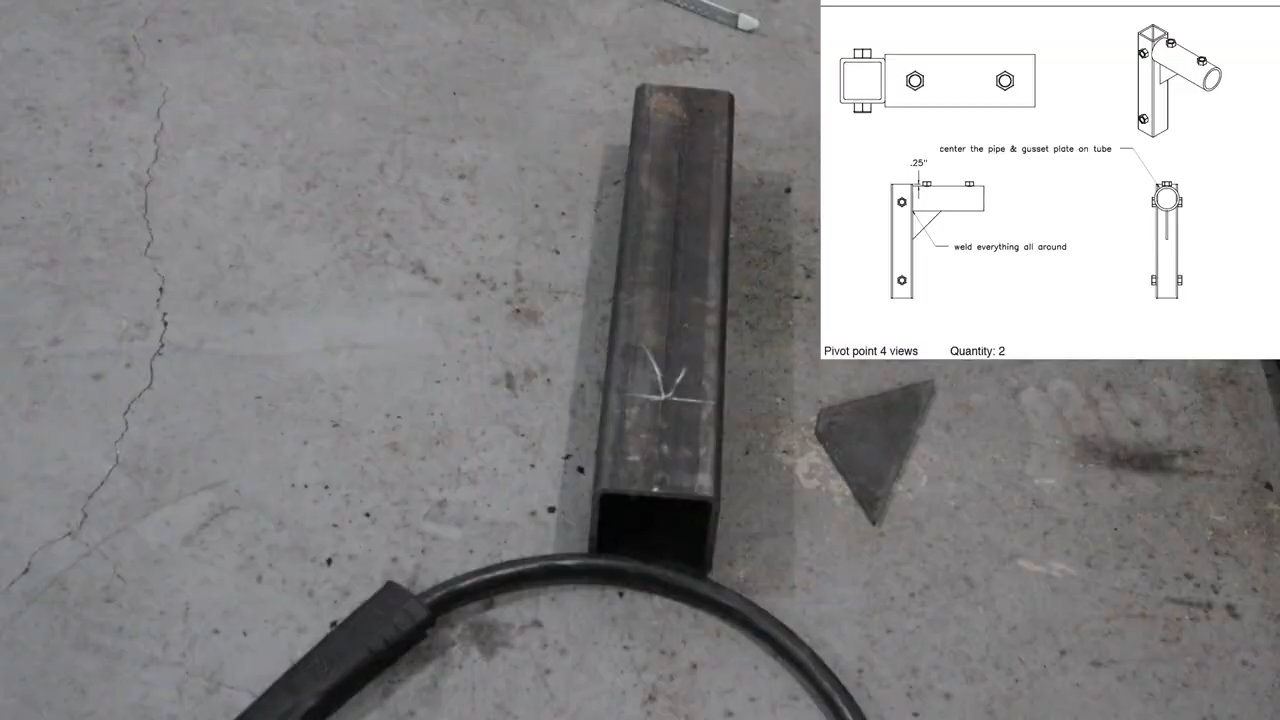 center the pipe & gusset plate on tube
.25"
weld everything all around
Pivot point 4 views Quantity: 2